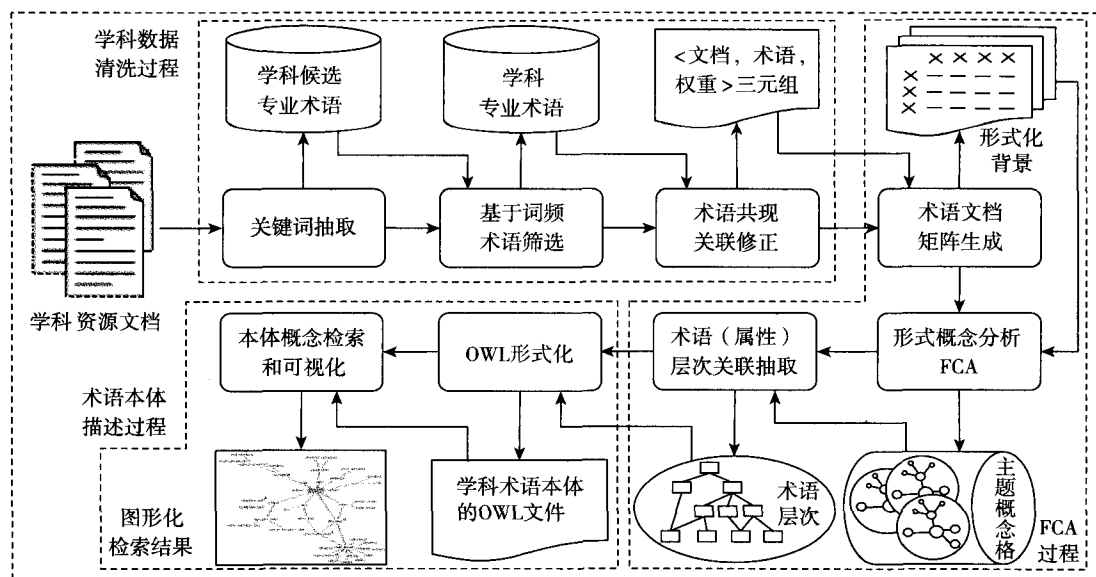 学科数据
清洗过程
学科候选
专业术语
学科
专业术语
<文档，术语，
权重>三元组
形式化
背景
关键词抽取
基于词频
术语筛选
术语共现
关联修正
术语文档
矩阵生成
学科资源文档
本体概念检索
和可视化
OWL形式化
术语（属性）
层次关联抽取
形式概念分析
FCA
术语本体
描述过程
图形化
检索结果
学科术语本体
的OWL文件
术语
层次
主题概念格
FCA
过程